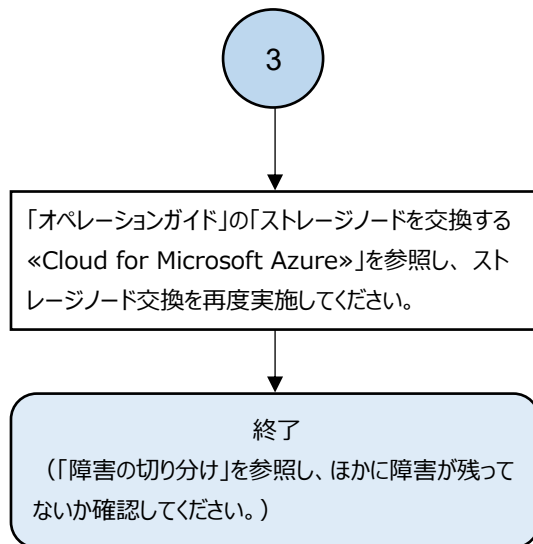 3
「オペレーションガイド」の「ストレージノードを交換する
«Cloud for Microsoft Azure»」を参照し、スト
レージノード交換を再度実施してください。
終了
（「障害の切り分け」を参照し、ほかに障害が残って
ないか確認してください。）